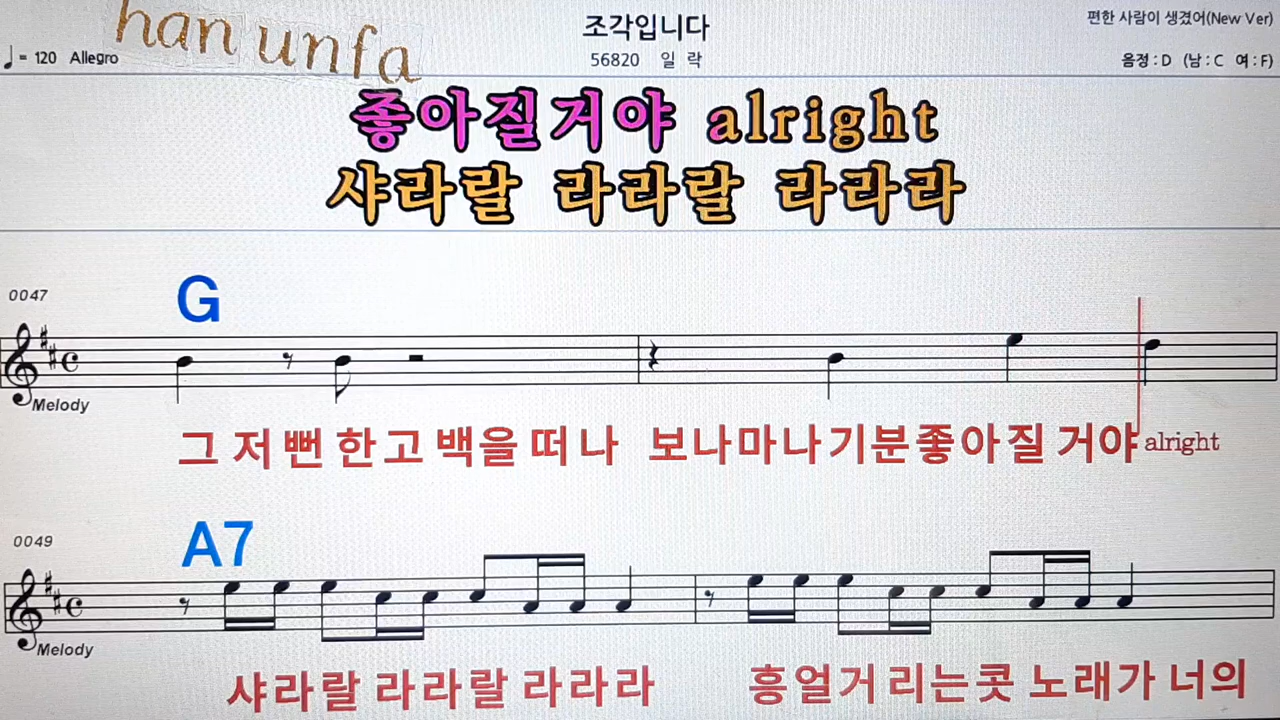 han unfa
조각입니다
편한 사람이 생겼어(New Ver)
♩= 120 Allegro
56820 일 락
음정 : D (남 : C 여 : F)
좋아질거야 alright
샤라랄 라라랄 라라라
0047
G
Melody
그 저 뻔 한 고 백을 떠 나 보나마나기분좋아질 거야 alright
0049
A7
Melody
샤라랄 라라랄 라라라 흥얼거 리는콧 노래가 너의